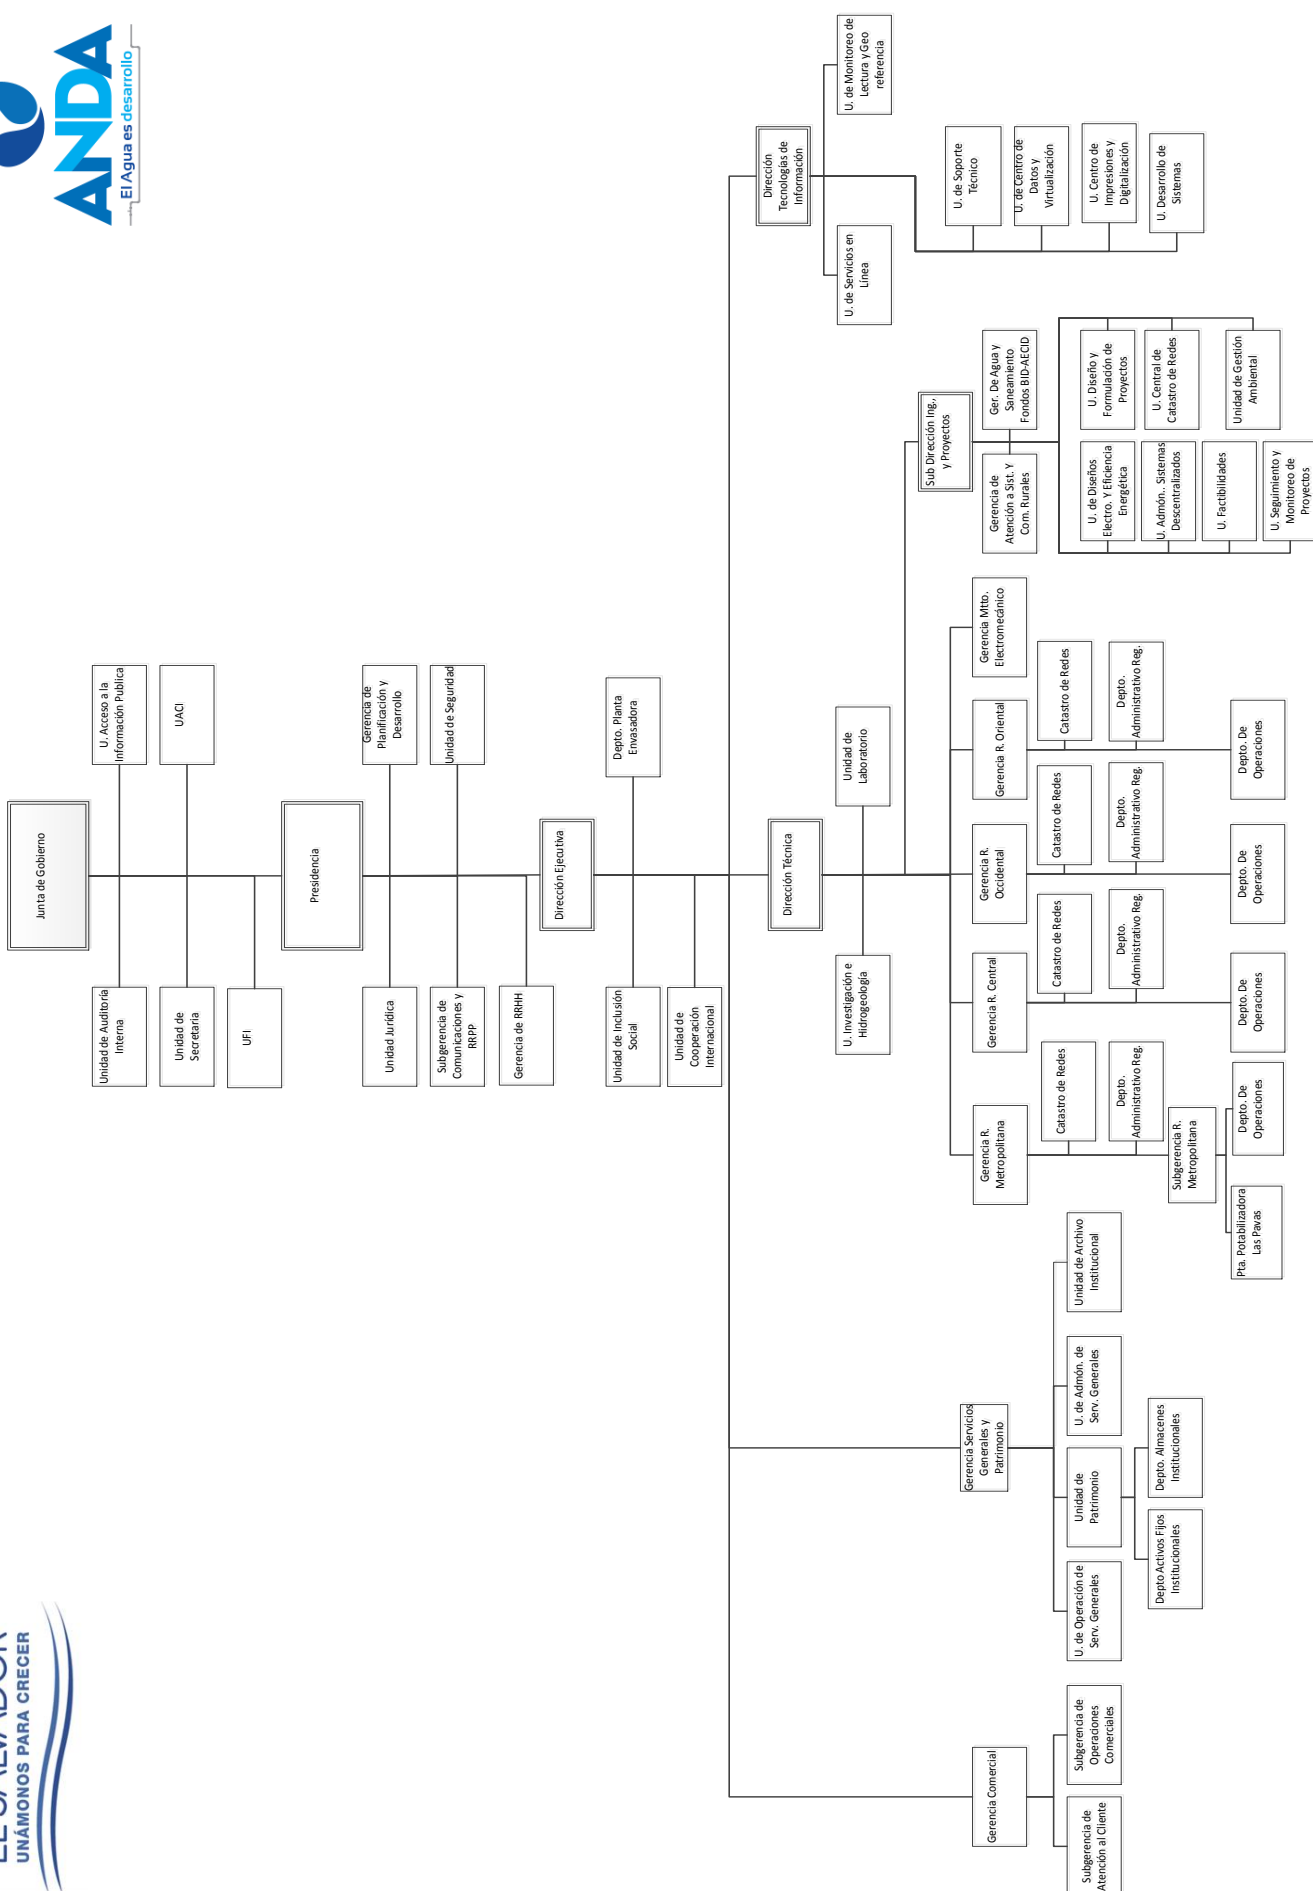 EL SALVADOR
UNÁMONOS PARA CRECER
ANDA
El Agua es desarrollo
Junta de Gobierno
Unidad de Auditoria
Interna
U. Acceso a la
Información Publica
Unidad de
Secretaria
UACI
UFI
Presidencia
Unidad Jurídica
Gerencia de
Planificación y
Desarrollo
Subgerencia de
Comunicaciones y
RRPP
Unidad de Seguridad
Gerencia de RRHH
Dirección Ejecutiva
Unidad de Inclusión
Social
Depto. Planta
Envasadora
Unidad de
Cooperación
Internacional
Gerencia Comercial
Subgerencia de
Atención al Cliente
Subgerencia de
Operaciones
Comerciales
Gerencia Servicios
Generales y
Patrimonio
U. de Operación de
Serv. Generales
Unidad de
Patrimonio
U. de Admón. de
Serv. Generales
Unidad de Archivo
Institucional
Depto Activos Fijos
Institucionales
Depto. Almacenes
Institucionales
Dirección Técnica
U. Investigación e
Hidrogeología
Unidad de
Laboratorio
Gerencia R.
Metropolitana
Catastro de Redes
Depto.
Administrativo Reg.
Subgerencia R.
Metropolitana
Pta. Potabilizadora
Las Pavas
Depto. De
Operaciones
Gerencia R. Central
Catastro de Redes
Depto.
Administrativo Reg.
Depto. De
Operaciones
Gerencia R.
Occidental
Catastro de Redes
Depto.
Administrativo Reg.
Depto. De
Operaciones
Gerencia R. Oriental
Catastro de Redes
Depto.
Administrativo Reg.
Depto. De
Operaciones
Gerencia Mtto.
Electromecánico
Sub Dirección Ing.,
y Proyectos
Gerencia de
Atención a Sist. Y
Com. Rurales
Ger. De Agua y
Saneamiento
Fondos BID-AECID
U. de Diseños
Electro. Y Eficiencia
Energética
U. Diseño y
Formulación de
Proyectos
U. Admón.. Sistemas
Descentralizados
U. Central de
Catastro de Redes
U. Factibilidades
Unidad de Gestión
Ambiental
U. Seguimiento y
Monitoreo de
Proyectos
Dirección
Tecnologías de
Información
U. de Servicios en
Línea
U. de Monitoreo de
Lectura y Geo
referencia
U. de Soporte
Técnico
U. de Centro de
Datos y
Virtualización
U. Centro de
Impresiones y
Digitalización
U. Desarrollo de
Sistemas